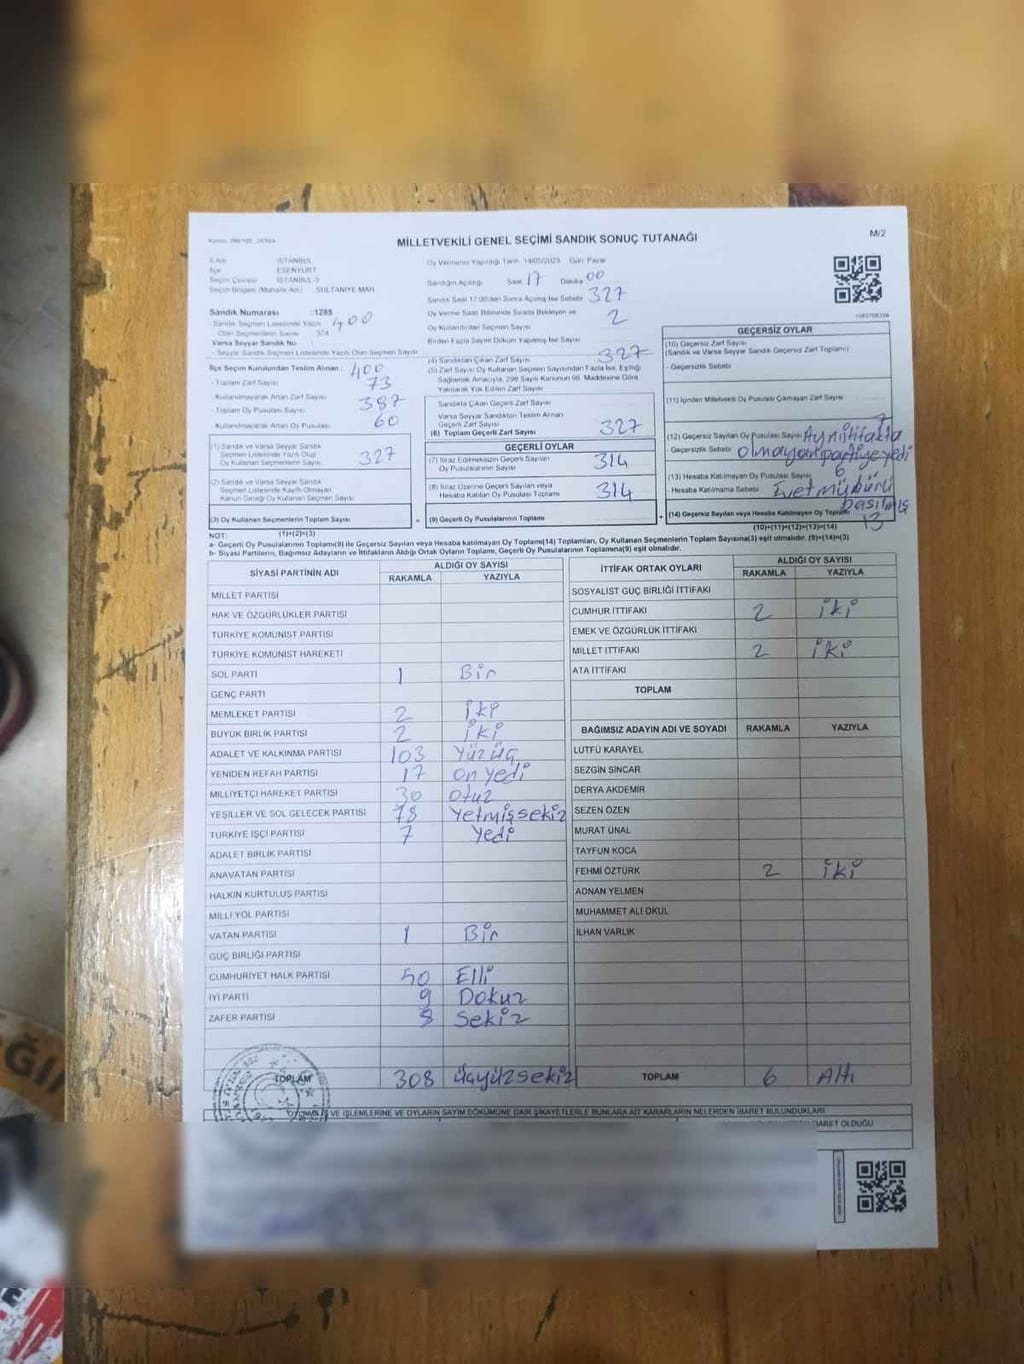 MİLLETVEKİLİ GENEL SEÇİMİ SANDIK SONUÇ TUTANAĞI
M/2
İSTANBUL
ESENYURT
İSTANBUL-3
SULTANİYE MAH.
Sandık Numarası : 1285
400
Varsa Seyyar Sandık No
- Seyyar Sandık Seçmen Listesinde Yazılı Olan Seçmen Sayısı
İlçe Seçim Kurulundan Teslim Alınan : 400
- Toplam Zarf Sayısı 73
- Kullanılmayarak Artan Zarf Sayısı 387
- Toplam Oy Pusulası Sayısı
- Kullanılmayarak Artan Oy Pusulası 60
(1) Sandık ve Varsa Seyyar Sandık
Seçmen Listesinde Yazılı Olup
Oy Kullanan Seçmenlerin Sayısı 327
(2) Sandık ve Varsa Seyyar Sandık
Seçmen Listesinde Kayıtlı Olmayan
Kanun Gereği Oy Kullanan Seçmen Sayısı
(3) Oy Kullanan Seçmenlerin Toplam Sayısı
Oy Vermenin Yapıldığı Tarih : 14/05/2023 Gün: Pazar
Sandığın Açıldığı Saat 17 Dakika 00
Sandık Saat 17.00'den Sonra Açılmış İse Sebebi 327
Oy Verme Saati Bitiminde Sırada Bekleyen ve
Oy Kullandırılan Seçmen Sayısı 2
Birden Fazla Sayım Döküm Yapılmış İse Sayısı
(4) Sandıktan Çıkan Zarf Sayısı 327
(5) Zarf Sayısı Oy Kullanan Seçmen Sayısından Fazla İse, Eşitliği
Sağlamak Amacıyla, 298 Sayılı Kanunun 98. Maddesine Göre
Yakılarak Yok Edilen Zarf Sayısı
Sandıkta Çıkan Geçerli Zarf Sayısı
Varsa Seyyar Sandıktan Teslim Alınan
Geçerli Zarf Sayısı
(6) Toplam Geçerli Zarf Sayısı 327
GEÇERLİ OYLAR
(7) İtiraz Edilmeksizin Geçerli Sayılan
Oy Pusulalarının Sayısı 314
(8) İtiraz Üzerine Geçerli Sayılan veya
Hesaba Katılan Oy Pusulası Toplamı 314
(9) Geçerli Oy Pusulalarının Toplamı
GEÇERSİZ OYLAR
(10) Geçersiz Zarf Sayısı
(Sandık ve Varsa Seyyar Sandık Geçersiz Zarf Toplamı)
- Geçersizlik Sebebi
(11) İçinden Milletvekili Oy Pusulası Çıkmayan Zarf Sayısı
7
(12) Geçersiz Sayılan Oy Pusulası Sayısı Aynı ittifakta
- Geçersizlik Sebebi olmayan partiye yedi
(13) Hesaba Katılmayan Oy Pusulası Sayısı 6
- Hesaba Katılmama Sebebi Evet mührü
basılmış
(14) Geçersiz Sayılan veya Hesaba Katılmayan Oy Toplamı 13
NOT: (1)+(2)=(3)
(10)+(11)+(12)+(13)=(14)
a- Geçerli Oy Pusulalarının Toplamı(9) ile Geçersiz Sayılan veya Hesaba katılmayan Oy Toplamı(14) Toplamları, Oy Kullanan Seçmenlerin Toplam Sayısına(3) eşit olmalıdır. (9)+(14)=(3)
b- Siyasi Partilerin, Bağımsız Adayların ve İttifakların Aldığı Ortak Oyların Toplamı, Geçerli Oy Pusulalarının Toplamına(9) eşit olmalıdır.
SİYASİ PARTİNİN ADI ALDIĞI OY SAYISI
RAKAMLA YAZIYLA
MİLLET PARTİSİ
HAK VE ÖZGÜRLÜKLER PARTİSİ
TÜRKİYE KOMÜNİST PARTİSİ
TÜRKİYE KOMÜNİST HAREKETİ
SOL PARTİ 1 Bir
GENÇ PARTİ
MEMLEKET PARTİSİ 2 iki
BÜYÜK BİRLİK PARTİSİ 2 iki
ADALET VE KALKINMA PARTİSİ 103 Yüzüç
YENİDEN REFAH PARTİSİ 17 on yedi
MİLLİYETÇİ HAREKET PARTİSİ 30 otuz
YEŞİLLER VE SOL GELECEK PARTİSİ 78 Yetmişsekiz
TÜRKİYE İŞÇİ PARTİSİ 7 Yedi
ADALET BİRLİK PARTİSİ
ANAVATAN PARTİSİ
HALKIN KURTULUŞ PARTİSİ
MİLLİ YOL PARTİSİ
VATAN PARTİSİ 1 Bir
GÜÇ BİRLİĞİ PARTİSİ
CUMHURİYET HALK PARTİSİ 50 Elli
İYİ PARTİ 9 Dokuz
ZAFER PARTİSİ 8 Sekiz
TOPLAM 308 üçyüzsekiz
İTTİFAK ORTAK OYLARI ALDIĞI OY SAYISI
RAKAMLA YAZIYLA
SOSYALİST GÜÇ BİRLİĞİ İTTİFAKI
CUMHUR İTTİFAKI 2 iki
EMEK VE ÖZGÜRLÜK İTTİFAKI
MİLLET İTTİFAKI 2 iki
ATA İTTİFAKI
TOPLAM
BAĞIMSIZ ADAYIN ADI VE SOYADI RAKAMLA YAZIYLA
LÜTFÜ KARAYEL
SEZGİN SİNCAR
DERYA AKDEMİR
SEZEN ÖZEN
MURAT ÜNAL
TAYFUN KOCA
FEHMİ ÖZTÜRK 2 iki
ADNAN YELMEN
MUHAMMET ALİ OKUL
İLHAN VARLIK
TOPLAM 6 Altı
VE İŞLEMLERİNE VE OYLARIN SAYIM DÖKÜMÜNE DAİR ŞİKAYETLERLE BUNLARA AİT KARARLARIN NELERDEN İBARET BULUNDUKLARI
İBARET OLDUĞU